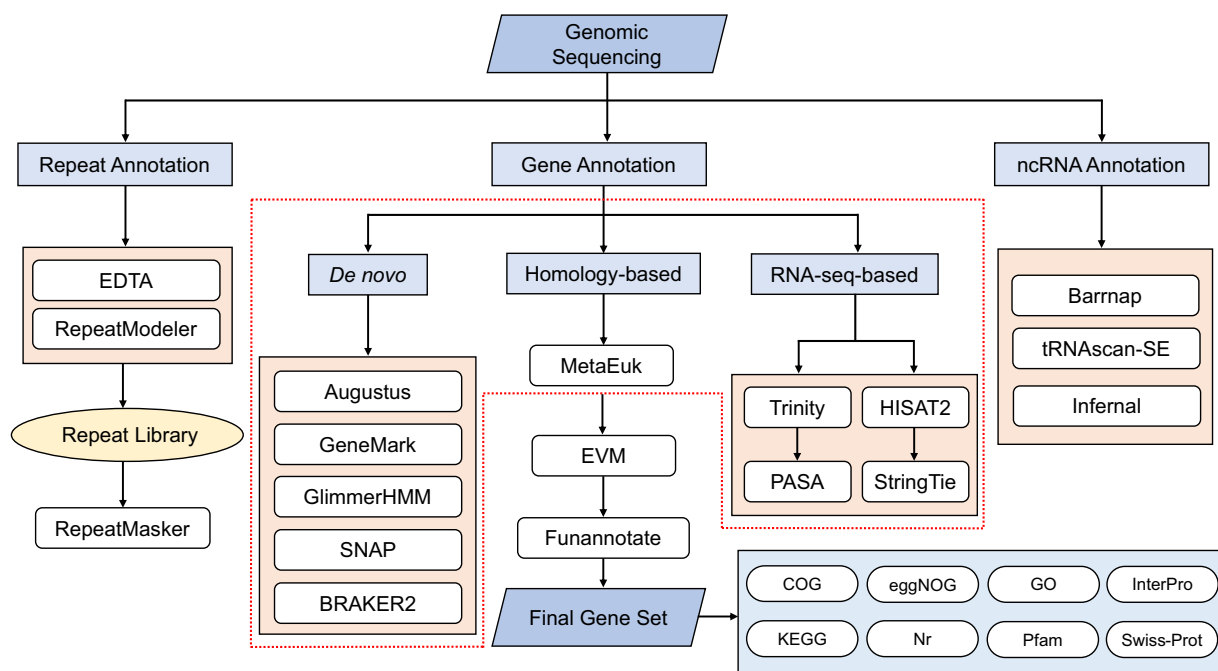 Genomic
Sequencing
Repeat Annotation
Gene Annotation
ncRNA Annotation
EDTA
RepeatModeler
Repeat Library
RepeatMasker
De novo
Homology-based
RNA-seq-based
Augustus
GeneMark
GlimmerHMM
SNAP
BRAKER2
MetaEuk
EVM
Funannotate
Final Gene Set
Trinity
HISAT2
PASA
StringTie
Barrnap
tRNAscan-SE
Infernal
COG
eggNOG
GO
InterPro
KEGG
Nr
Pfam
Swiss-Prot